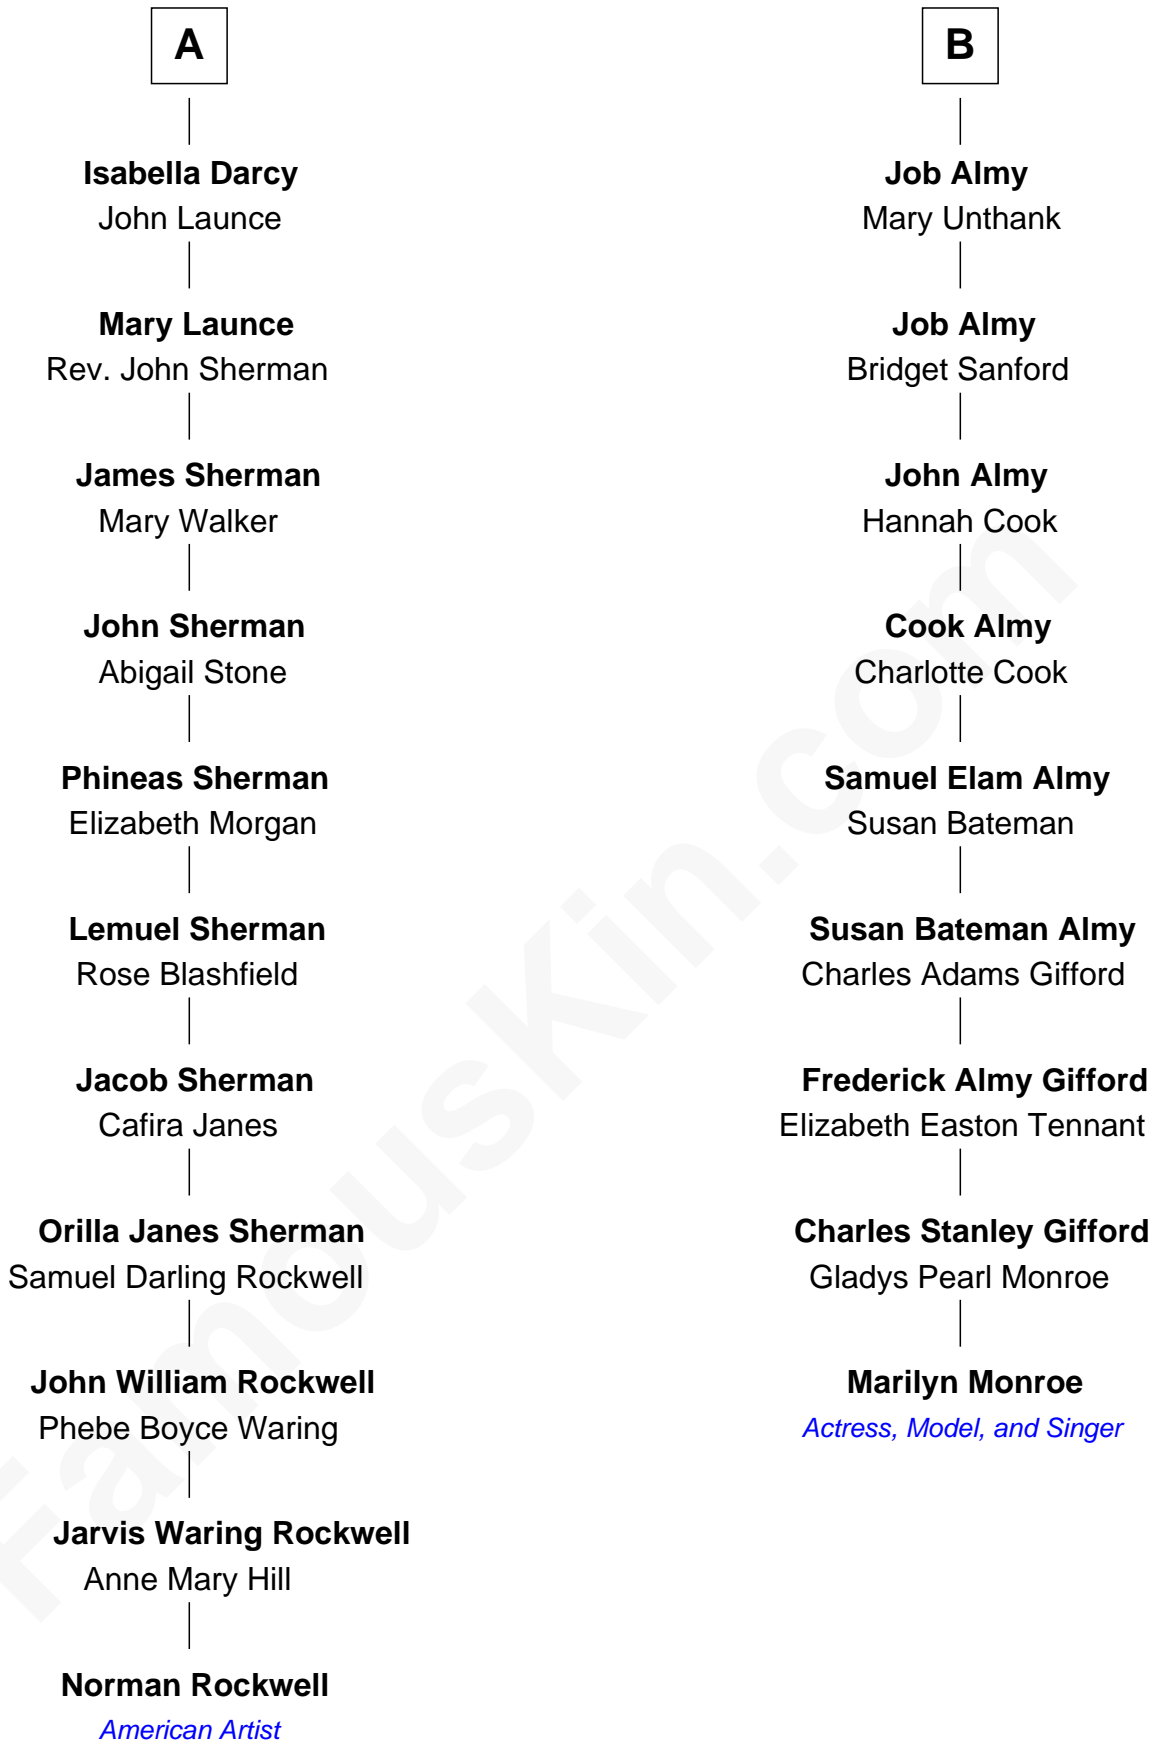 A
Isabella Darcy
John Launce
Mary Launce
Rev. John Sherman
James Sherman
Mary Walker
John Sherman
Abigail Stone
Phineas Sherman
Elizabeth Morgan
Lemuel Sherman
Rose Blashfield
Jacob Sherman
Cafira Janes
Orilla Janes Sherman
Samuel Darling Rockwell
John William Rockwell
Phebe Boyce Waring
Jarvis Waring Rockwell
Anne Mary Hill
Norman Rockwell
American Artist
B
Job Almy
Mary Unthank
Job Almy
Bridget Sanford
John Almy
Hannah Cook
Cook Almy
Charlotte Cook
Samuel Elam Almy
Susan Bateman
Susan Bateman Almy
Charles Adams Gifford
Frederick Almy Gifford
Elizabeth Easton Tennant
Charles Stanley Gifford
Gladys Pearl Monroe
Marilyn Monroe
Actress, Model, and Singer
FamousKin.com